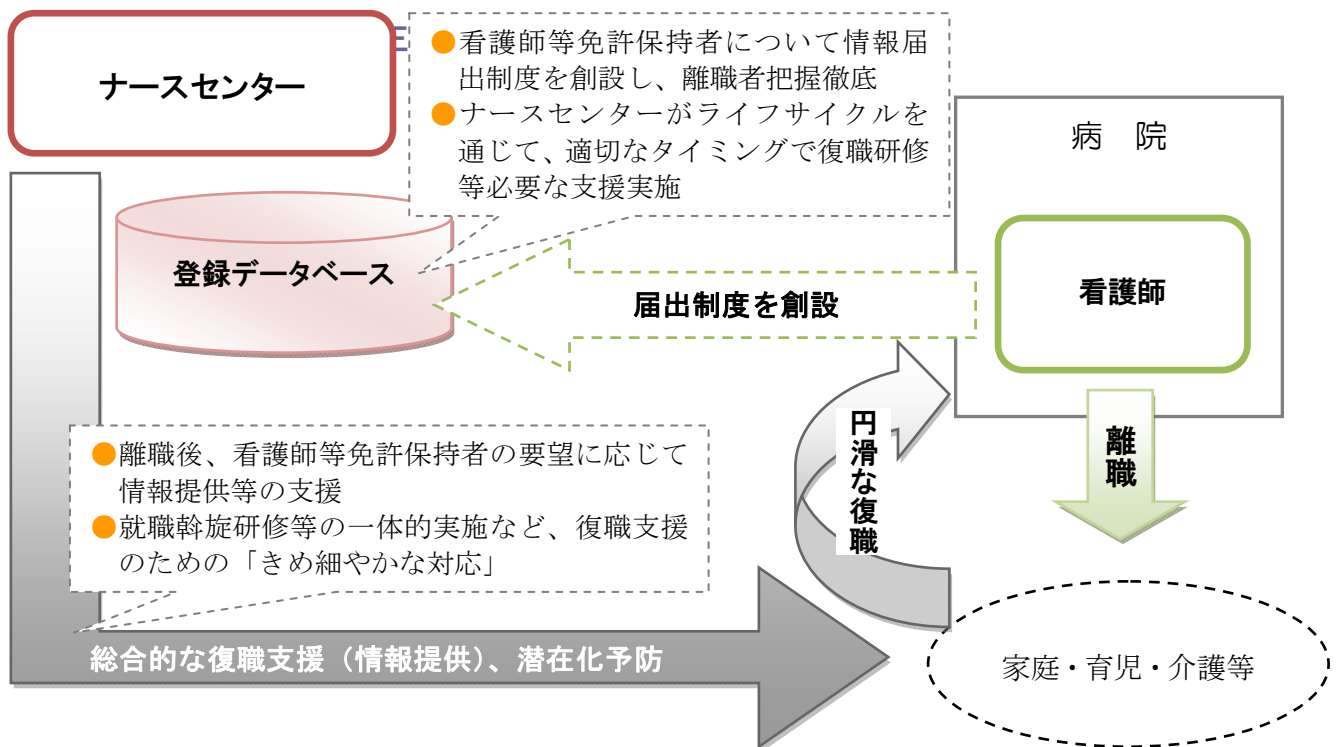 ナースセンター
●看護師等免許保持者について情報届
出制度を創設し、離職者把握徹底
●ナースセンターがライフサイクルを
通じて、適切なタイミングで復職研修
等必要な支援実施
病 院
登録データベース
届出制度を創設
看護師
●離職後、看護師等免許保持者の要望に応じて
情報提供等の支援
●就職斡旋研修等の一体的実施など、復職支援
のための「きめ細やかな対応」
円滑な復職
離職
総合的な復職支援（情報提供）、潜在化予防
家庭・育児・介護等